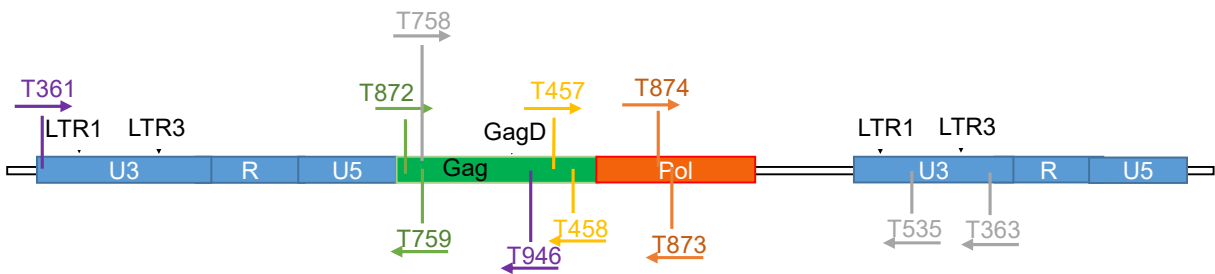 T758
T361
T872
T457
T874
LTR1
LTR3
GagD
LTR1
LTR3
U3
R
U5
Gag
Pol
U3
R
U5
T759
T946
T458
T873
T535
T363